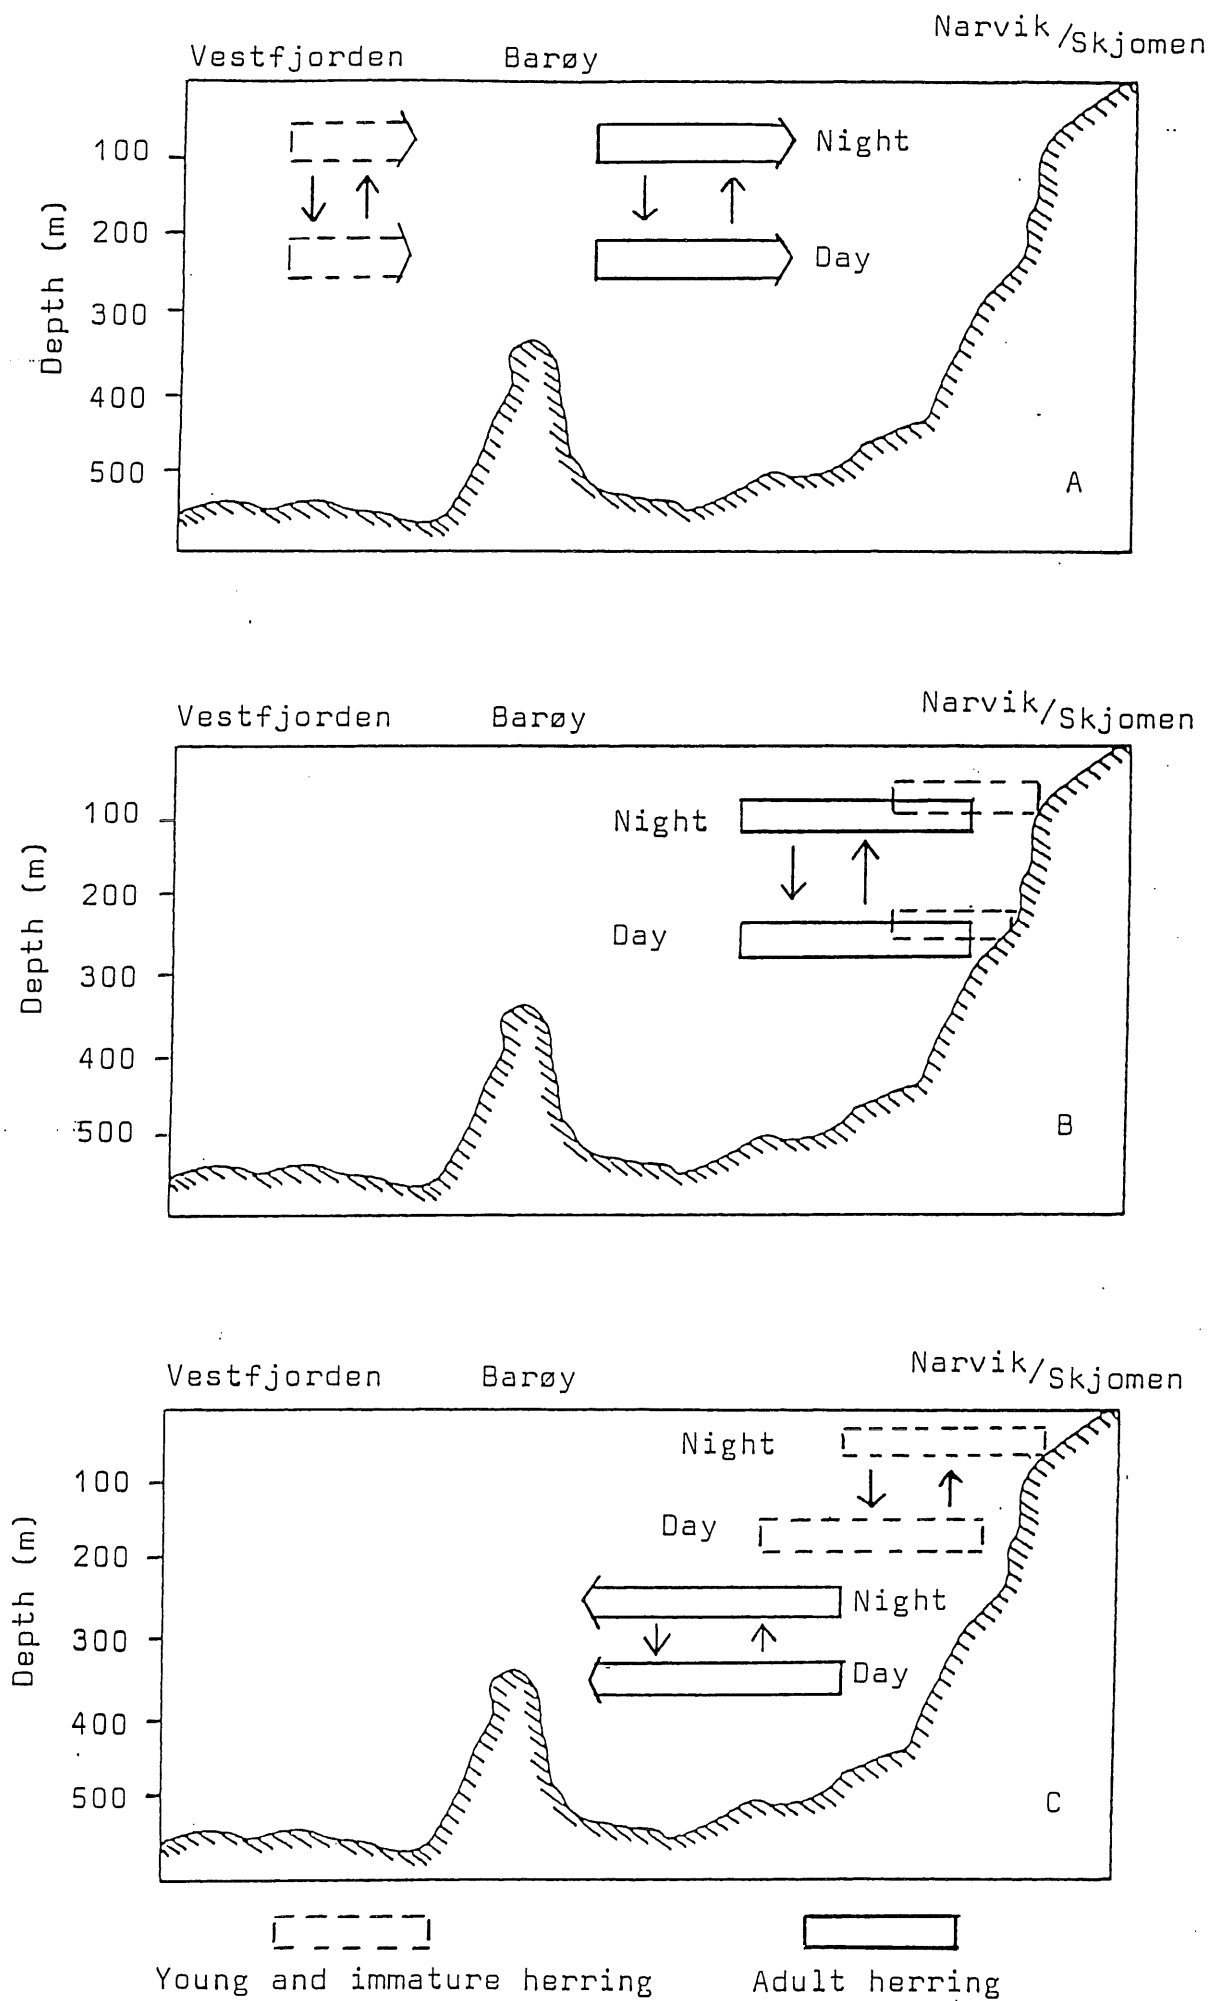 Vestfjorden Barøy Narvik/Skjomen
Night
100
200
Day
300
400
500
Depth (m)
A
Vestfjorden Barøy Narvik/Skjomen
100
Night
200
Day
300
400
500
Depth (m)
B
Vestfjorden Barøy Narvik/Skjomen
Night
100
Day
200
Night
300
Day
400
500
Depth (m)
C
Young and immature herring Adult herring